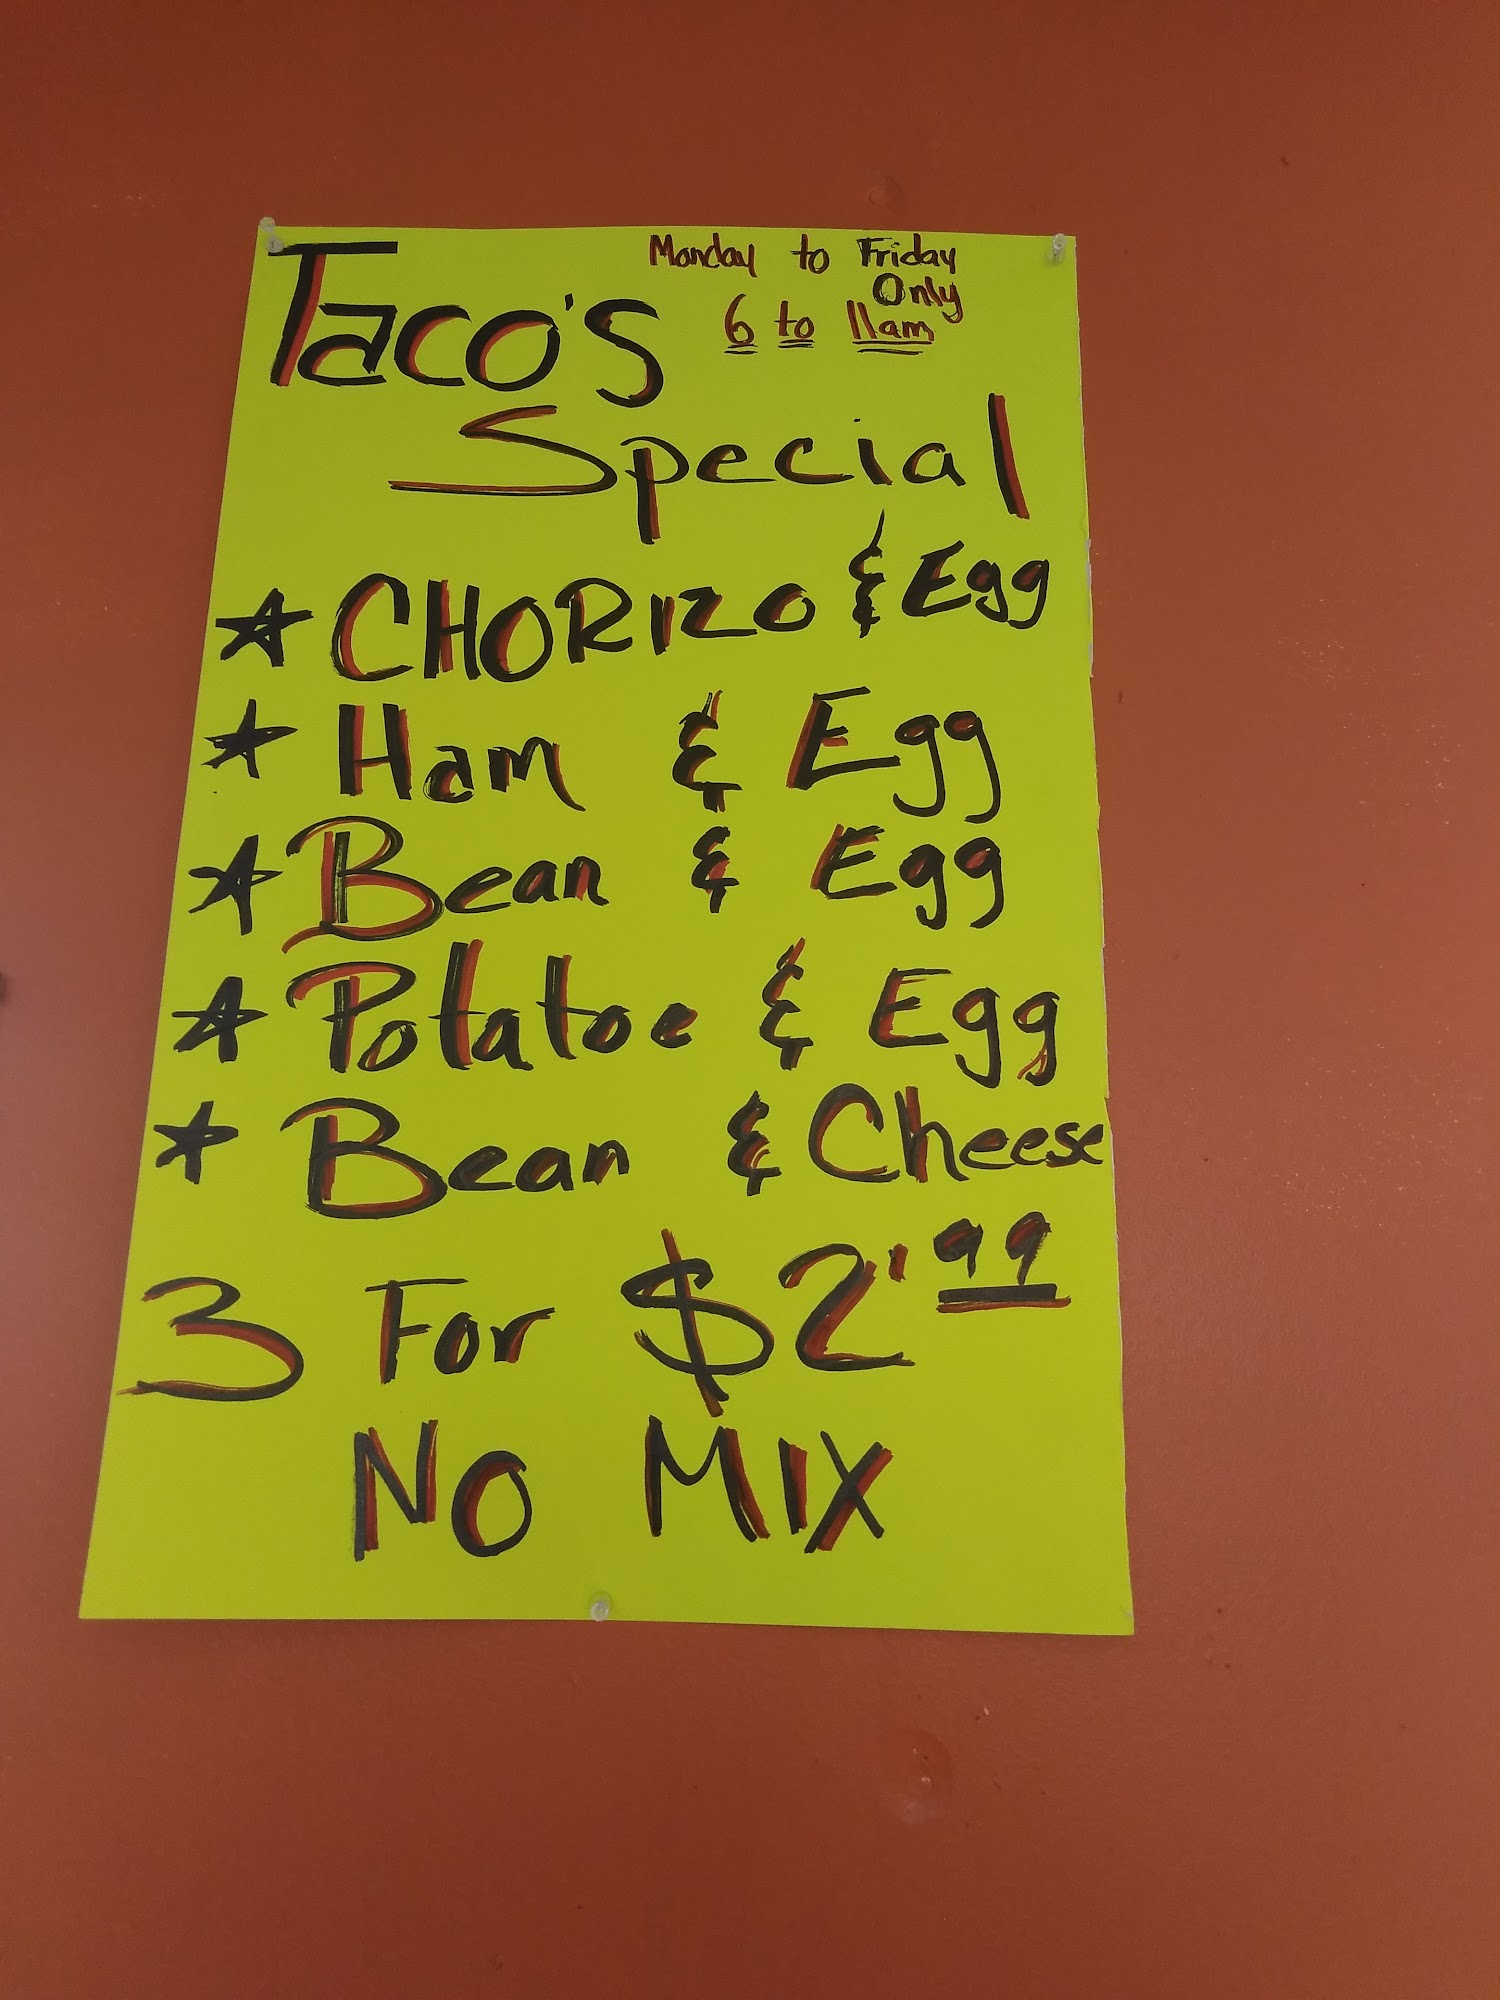 Monday to Friday
Only
6 to 11am
Taco's
Special
CHORIZO & Egg
Ham & Egg
Bean & Egg
Potatoe & Egg
Bean & Cheese
3 For $2.99
NO MIX